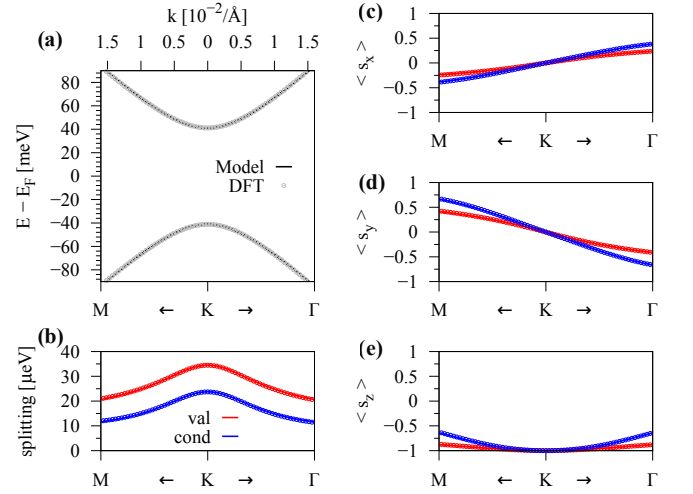 k [10⁻²/Å]
1.5 1 0.5 0 0.5 1 1.5
(a)
E − E_F [meV]
80
60
40
20
0
−20
−40
−60
−80
Model
DFT
M ← K → Γ
(b)
splitting [μeV]
40
30
20
10
0
val
cond
M ← K → Γ
(c)
< s_x >
1
0.5
0
−0.5
−1
M ← K → Γ
(d)
< s_y >
1
0.5
0
−0.5
−1
M ← K → Γ
(e)
< s_z >
1
0.5
0
−0.5
−1
M ← K → Γ